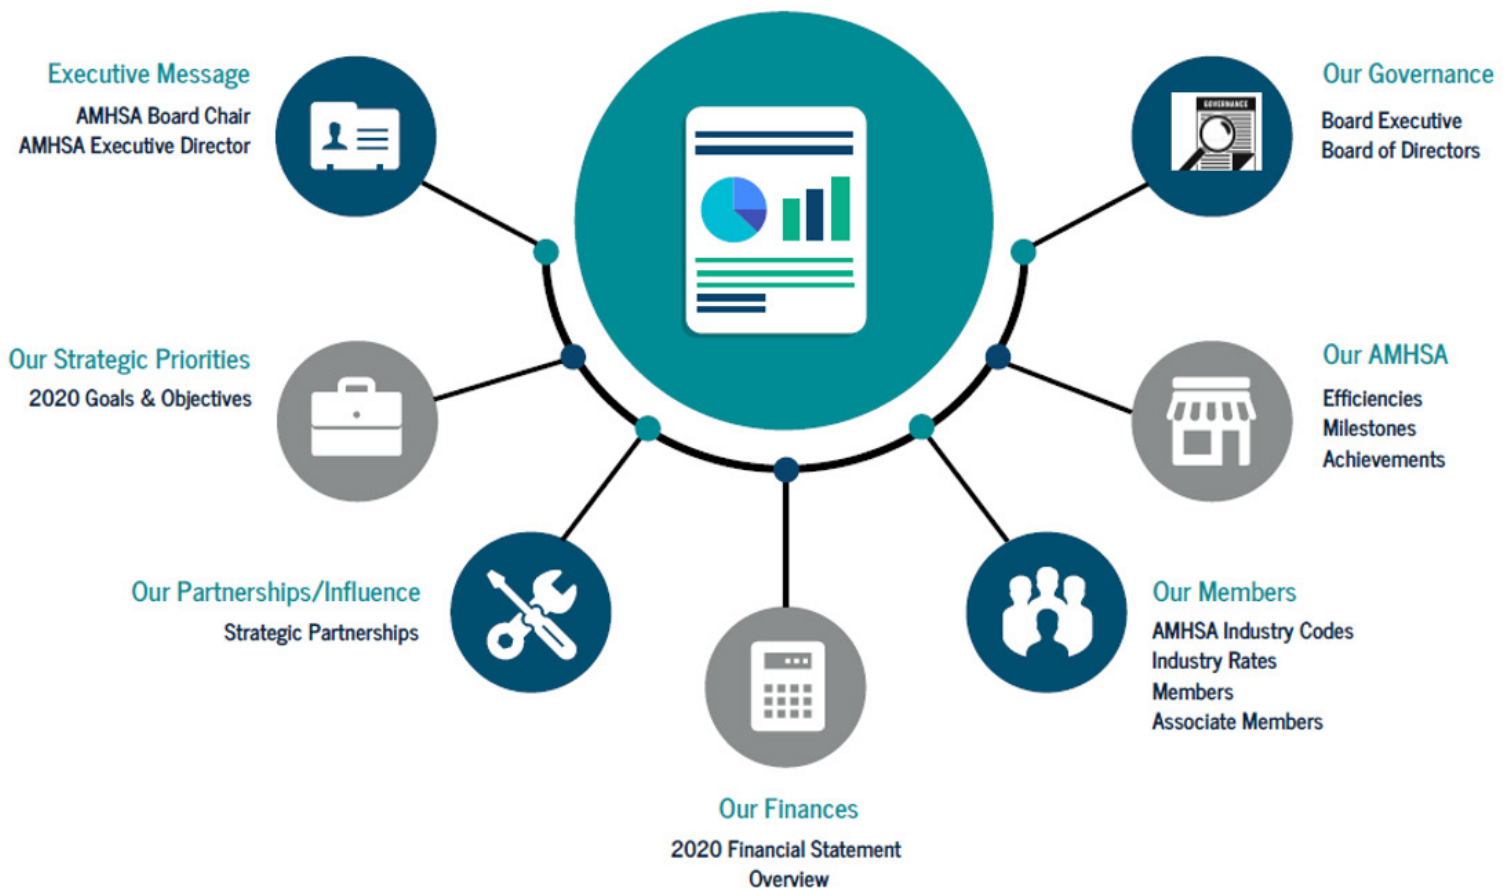 Executive Message
AMHSA Board Chair
AMHSA Executive Director
Our Strategic Priorities
2020 Goals & Objectives
Our Partnerships/Influence
Strategic Partnerships
Our Finances
2020 Financial Statement
Overview
Our Members
AMHSA Industry Codes
Industry Rates
Members
Associate Members
Our AMHSA
Efficiencies
Milestones
Achievements
Our Governance
Board Executive
Board of Directors
GOVERNANCE